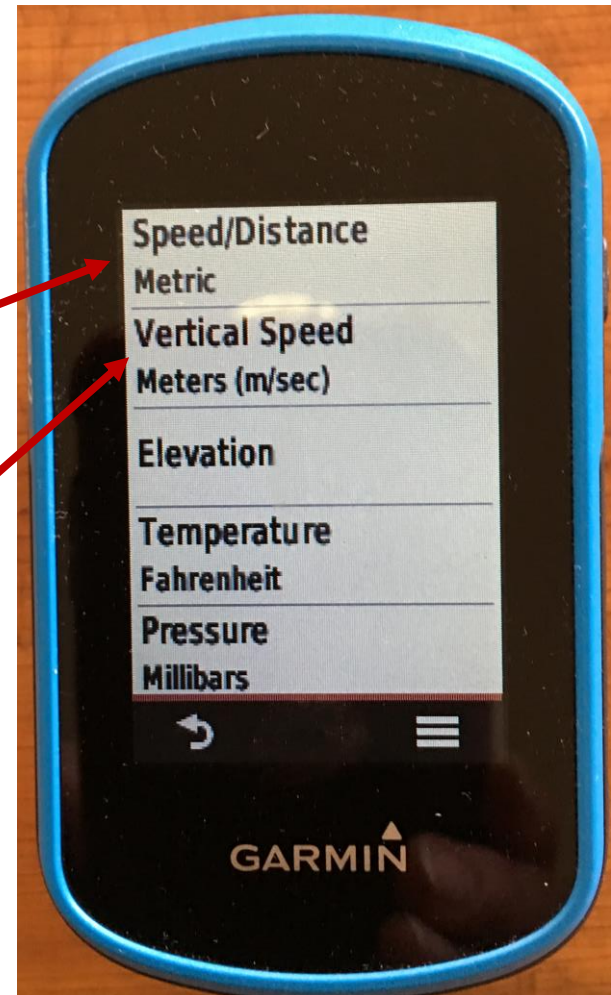 Speed/Distance
Metric
Vertical Speed
Meters (m/sec)
Elevation
Temperature
Fahrenheit
Pressure
Millibars
GARMIN